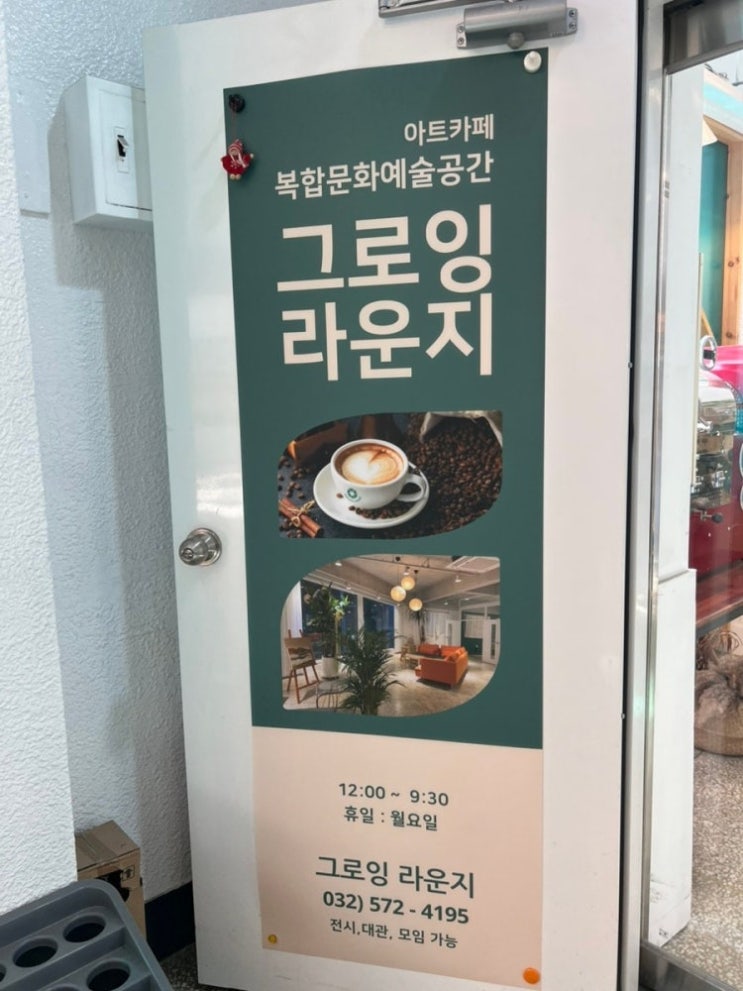 아트카페
복합문화예술공간
그로잉
라운지
12:00 ~ 9:30
휴일 : 월요일
그로잉 라운지
032) 572 - 4195
전시,대관, 모임 가능